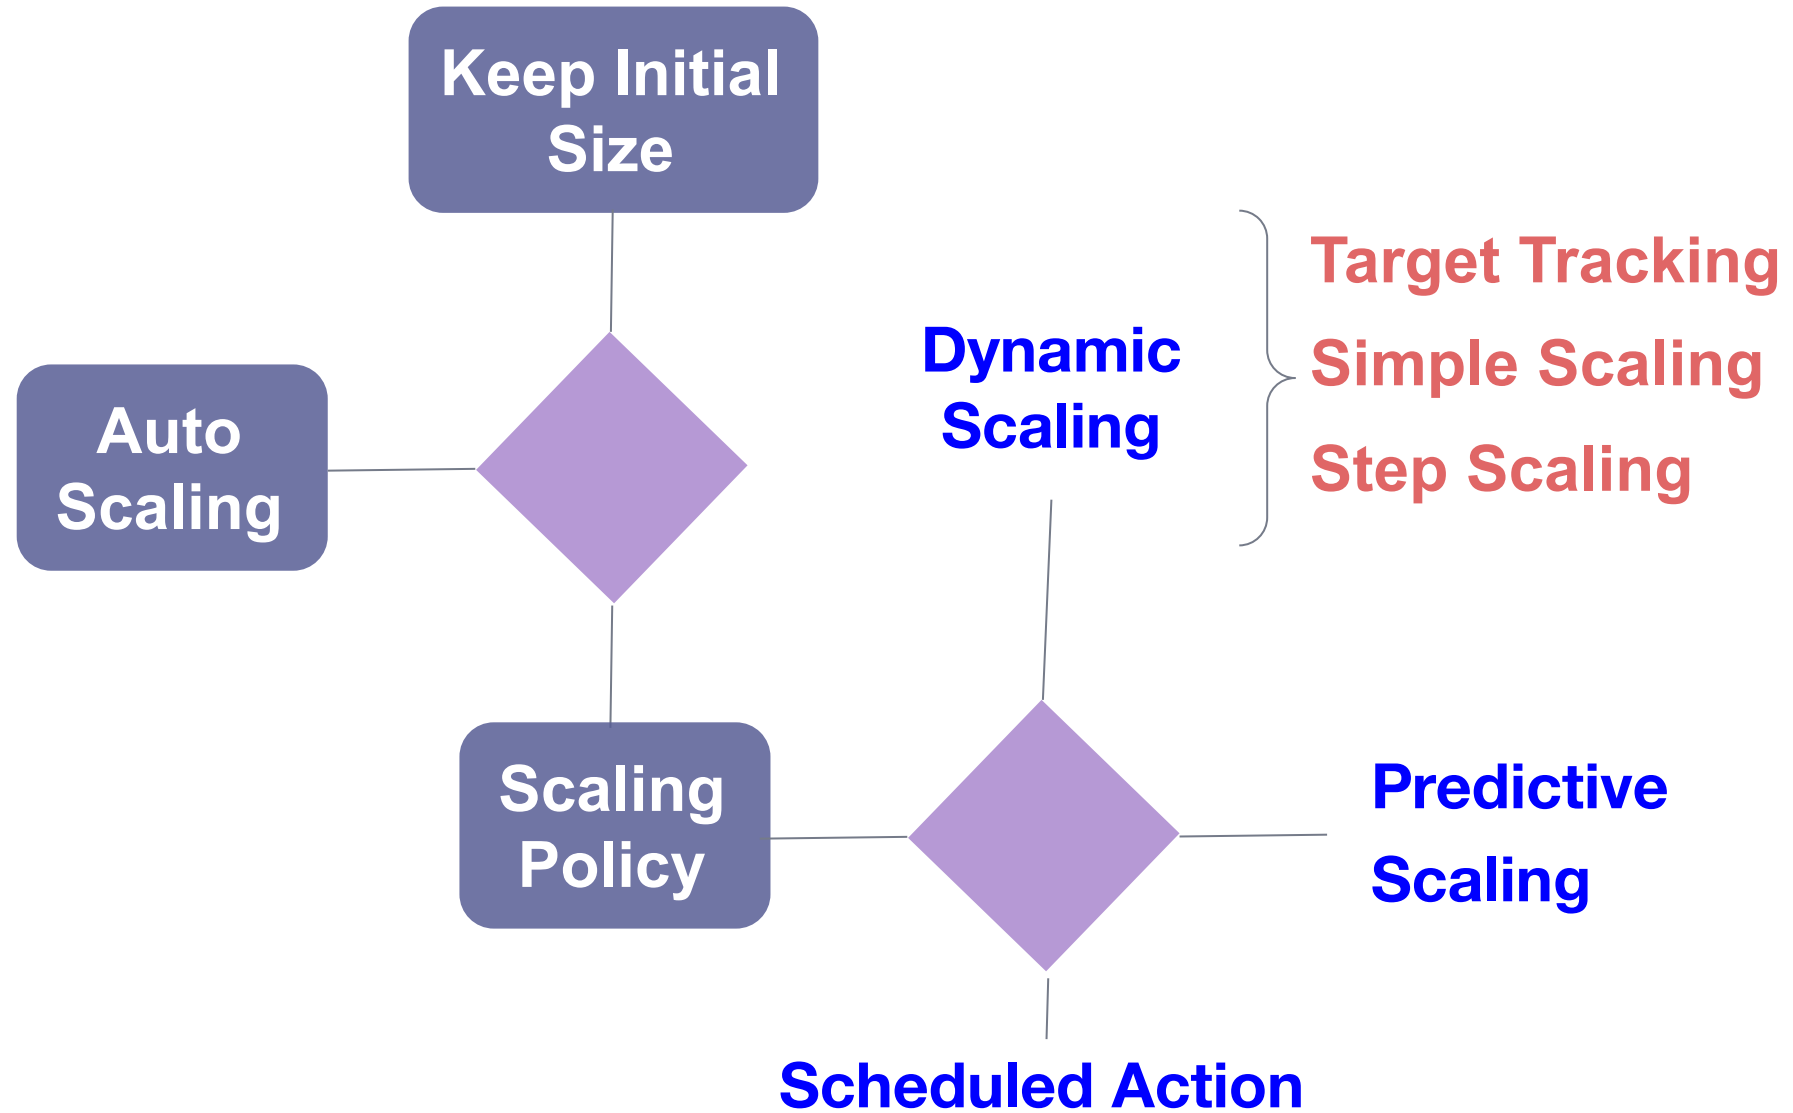 Keep Initial
Size
Auto
Scaling
Dynamic
Scaling
Target Tracking
Simple Scaling
Step Scaling
Scaling
Policy
Predictive
Scaling
Scheduled Action